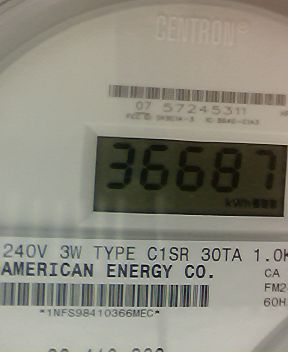 CENTRON®
07 57245311
36687
kWh
240V 3W TYPE C1SR 30TA 1.0K
AMERICAN ENERGY CO.
CA
FM2
60H
*1NFS98410366MEC*